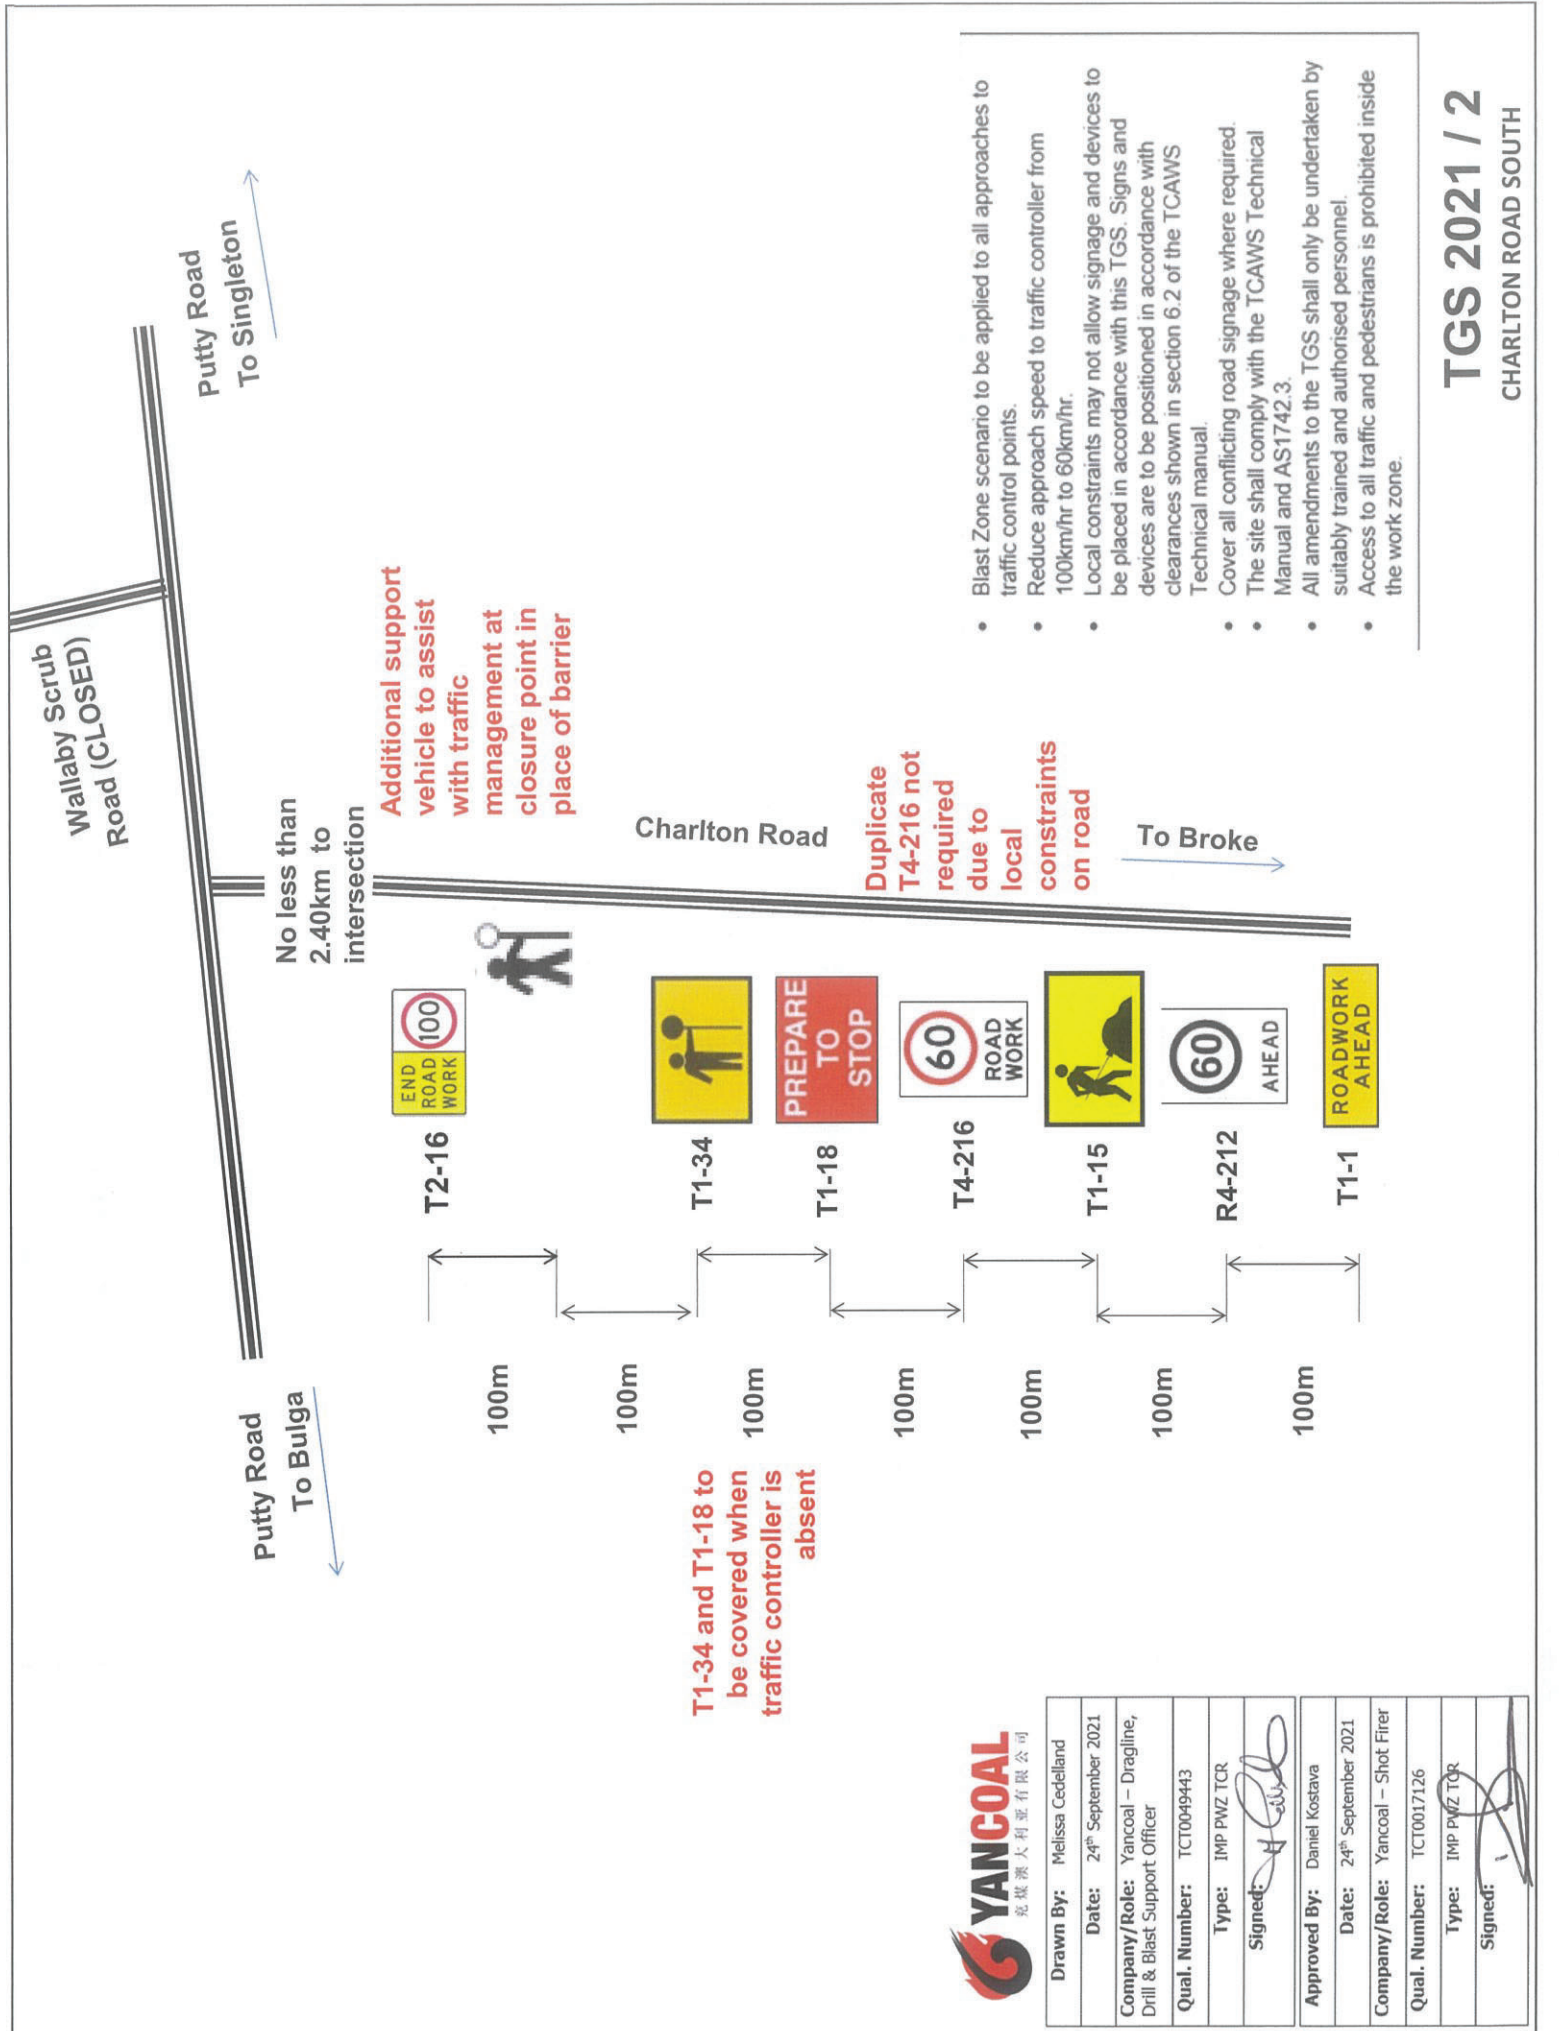 Wallaby Scrub
Road (CLOSED)
Putty Road
To Singleton
Putty Road
To Bulga
No less than
2.40km to
intersection
Additional support
vehicle to assist
with traffic
management at
closure point in
place of barrier
Charlton Road
Duplicate
T4-216 not
required
due to
local
constraints
on road
To Broke
END
ROAD
WORK
100
T2-16
T1-34
PREPARE
TO
STOP
T1-18
60
ROAD
WORK
T4-216
T1-15
60
AHEAD
R4-212
ROADWORK
AHEAD
T1-1
100m
100m
100m
100m
100m
100m
100m
T1-34 and T1-18 to
be covered when
traffic controller is
absent
• Blast Zone scenario to be applied to all approaches to
traffic control points.
• Reduce approach speed to traffic controller from
100km/hr to 60km/hr.
• Local constraints may not allow signage and devices to
be placed in accordance with this TGS. Signs and
devices are to be positioned in accordance with
clearances shown in section 6.2 of the TCAWS
Technical manual.
• Cover all conflicting road signage where required.
• The site shall comply with the TCAWS Technical
Manual and AS1742.3.
• All amendments to the TGS shall only be undertaken by
suitably trained and authorised personnel.
• Access to all traffic and pedestrians is prohibited inside
the work zone.
YANCOAL
兖煤澳大利亚有限公司
Drawn By: Melissa Cedelland
Date: 24th September 2021
Company/Role: Yancoal – Dragline,
Drill & Blast Support Officer
Qual. Number: TCT0049443
Type: IMP PWZ TCR
Signed:
Approved By: Daniel Kostava
Date: 24th September 2021
Company/Role: Yancoal – Shot Firer
Qual. Number: TCT0017126
Type: IMP PWZ TCR
Signed:
TGS 2021 / 2
CHARLTON ROAD SOUTH